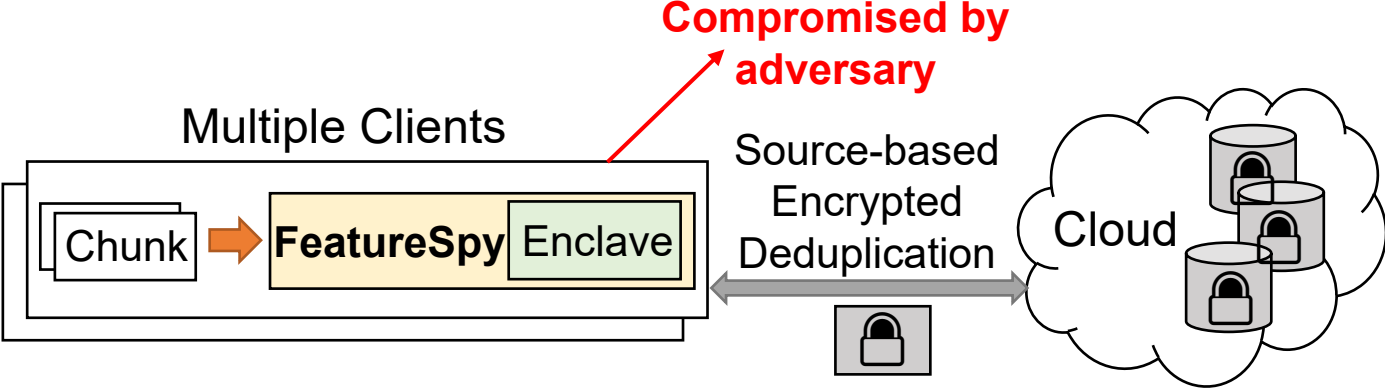 Compromised by
adversary
Multiple Clients
Source-based
Encrypted
Deduplication
Chunk
FeatureSpy
Enclave
Cloud